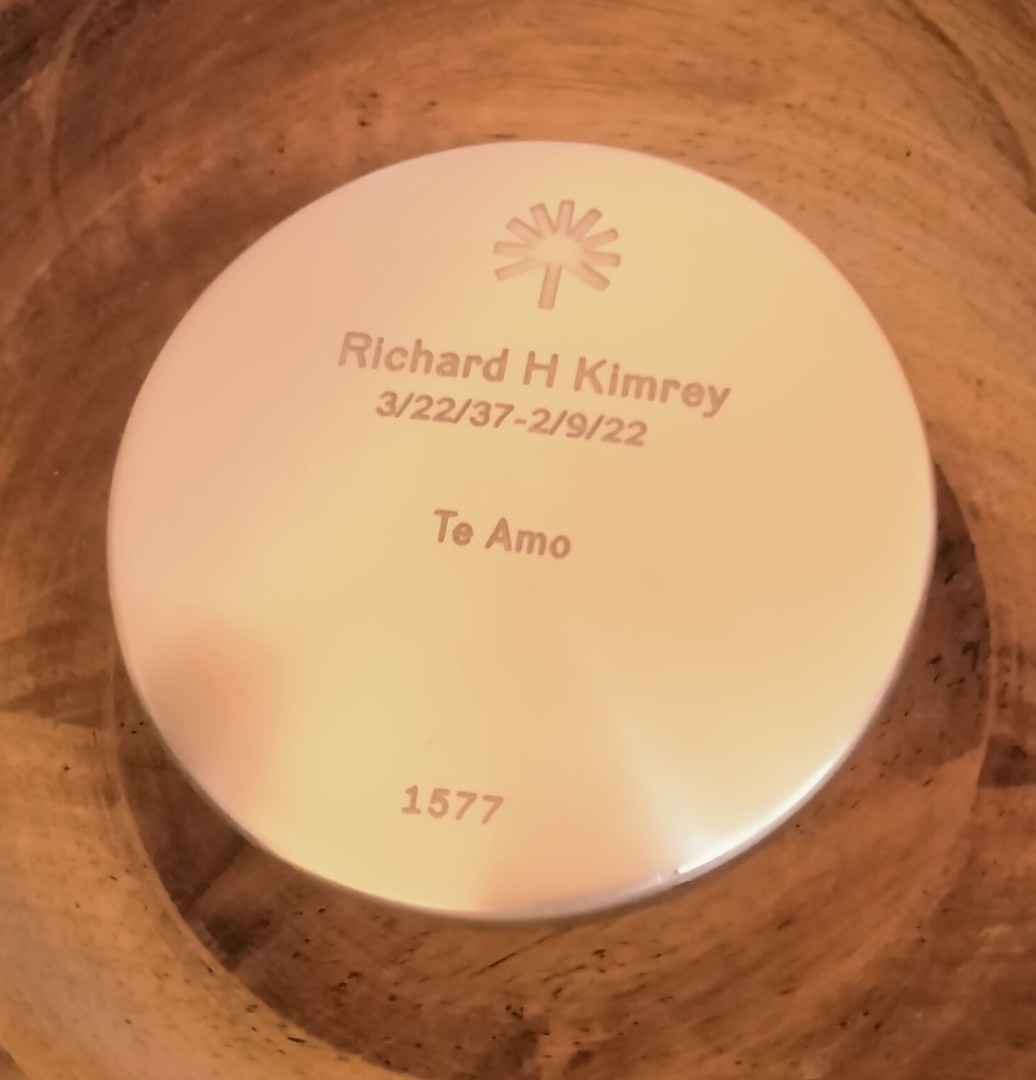 Richard H Kimrey
3/22/37-2/9/22
Te Amo
1577